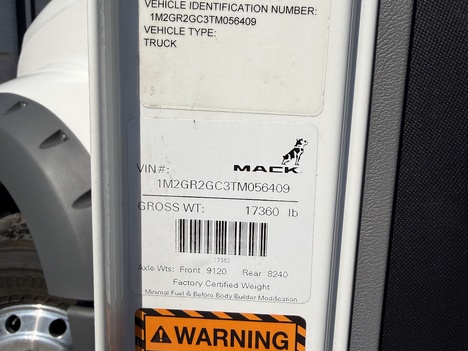 VEHICLE IDENTIFICATION NUMBER:
1M2GR2GC3TM056409
VEHICLE TYPE:
TRUCK
MACK
VIN#:
1M2GR2GC3TM056409
GROSS WT: 17360 lb
17360
Axle Wts: Front 9120 Rear 8240
Factory Certified Weight
Minimal Fuel & Before Body Builder Modification
WARNING